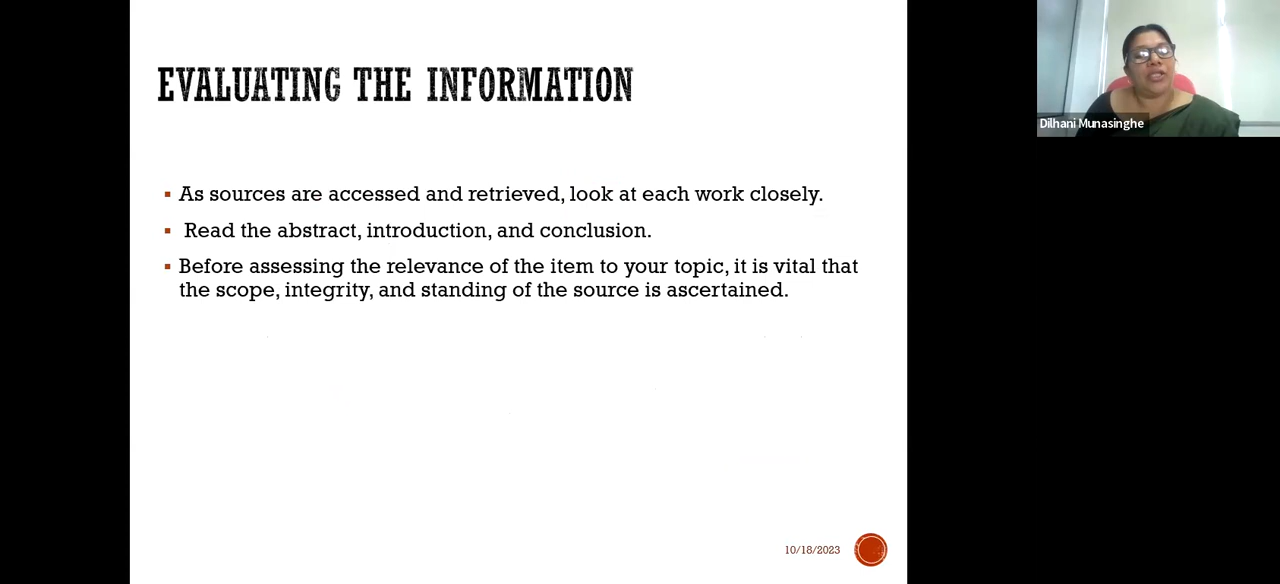 EVALUATING THE INFORMATION
Dilhani Munasinghe
▪ As sources are accessed and retrieved, look at each work closely.
▪ Read the abstract, introduction, and conclusion.
▪ Before assessing the relevance of the item to your topic, it is vital that
the scope, integrity, and standing of the source is ascertained.
10/18/2023